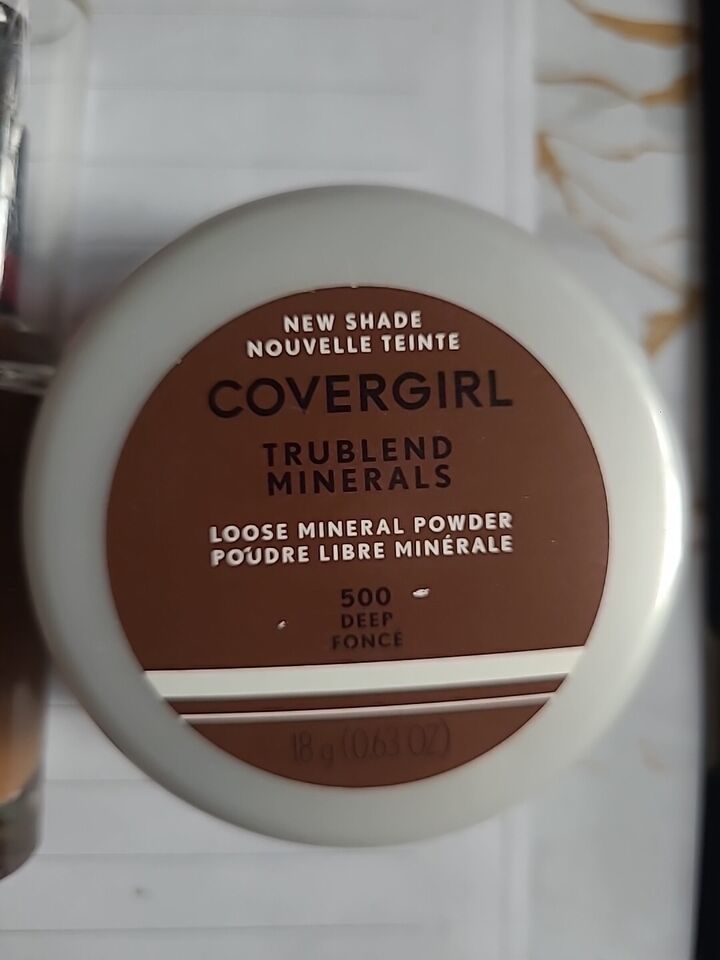 NEW SHADE
NOUVELLE TEINTE
COVERGIRL
TRUBLEND
MINERALS
LOOSE MINERAL POWDER
POUDRE LIBRE MINÉRALE
500
DEEP
FONCÉ
18 g (0.63 OZ)